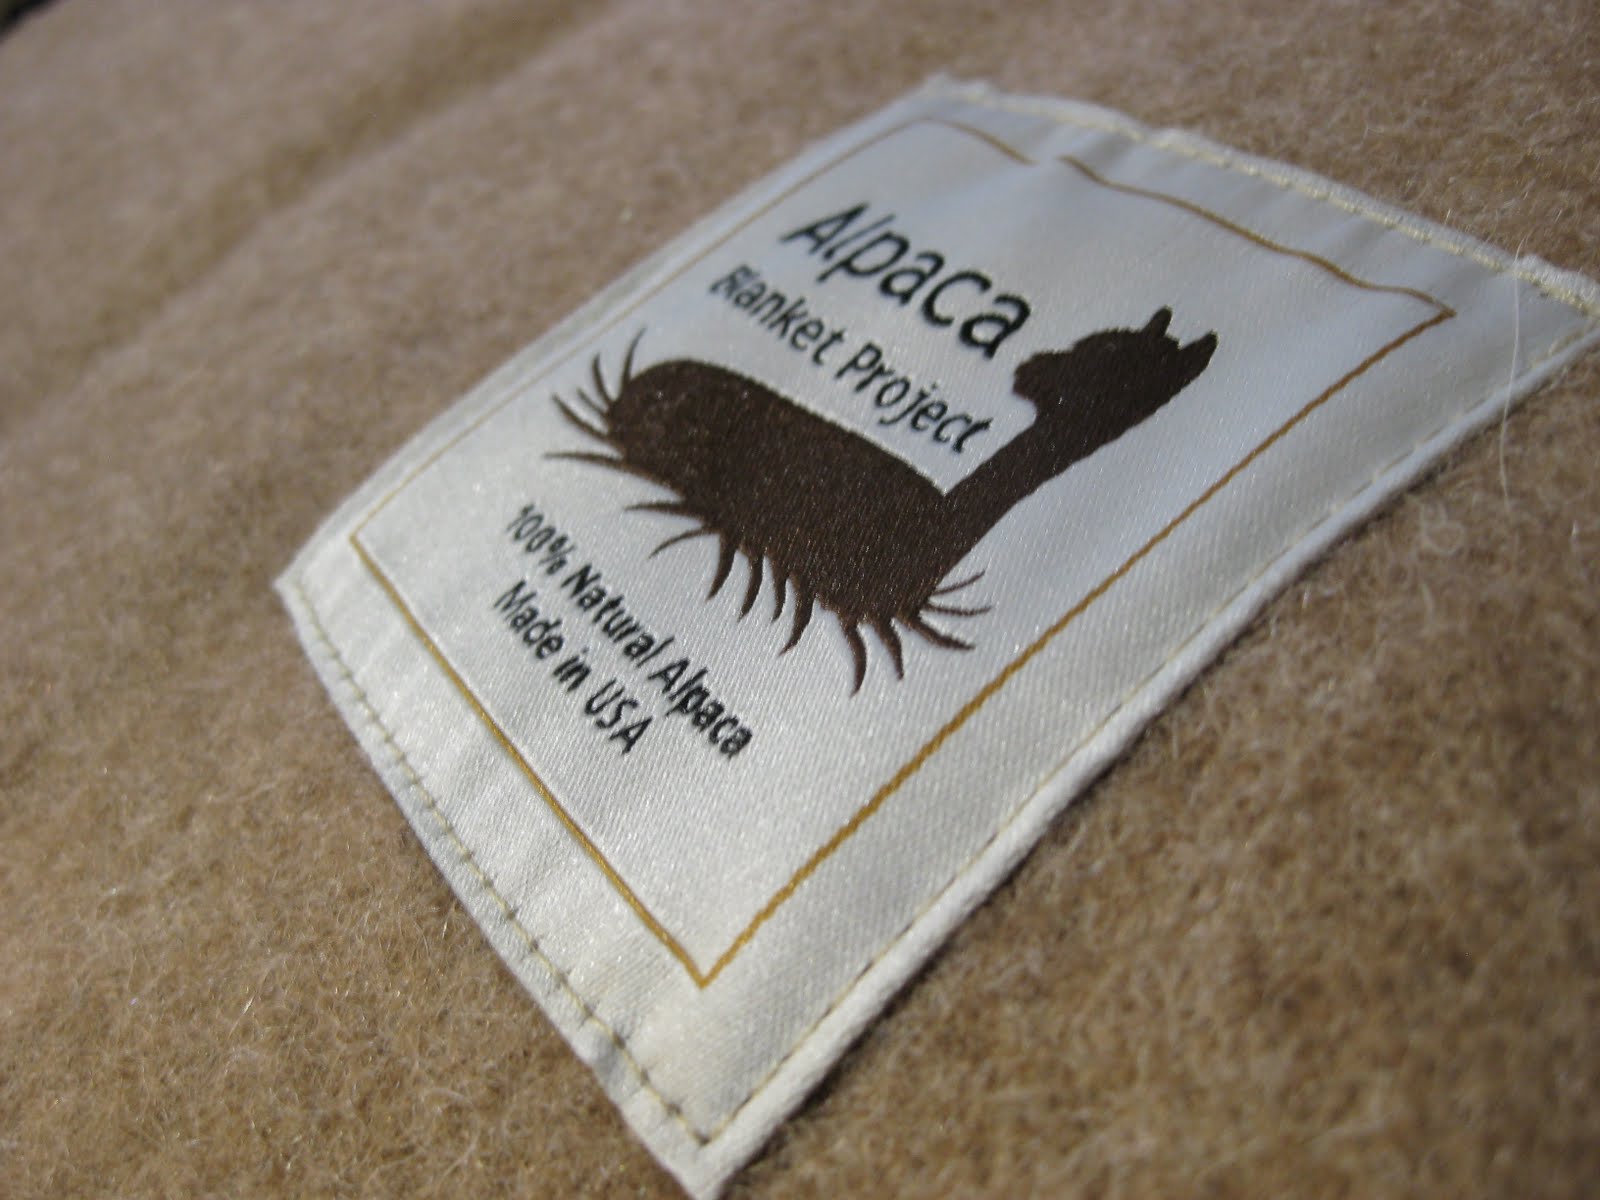 Alpaca
Blanket Project
100% Natural Alpaca
Made in USA